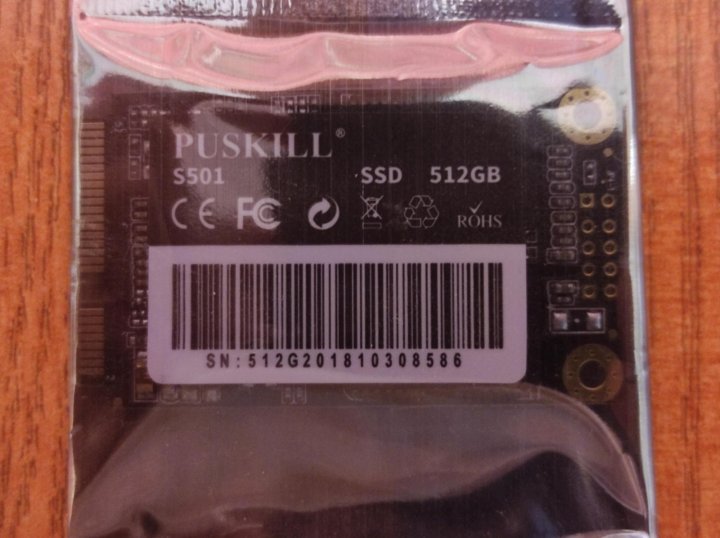 PUSKILL®
S501 SSD 512GB
CE FC ROHS
SN:512G201810308586